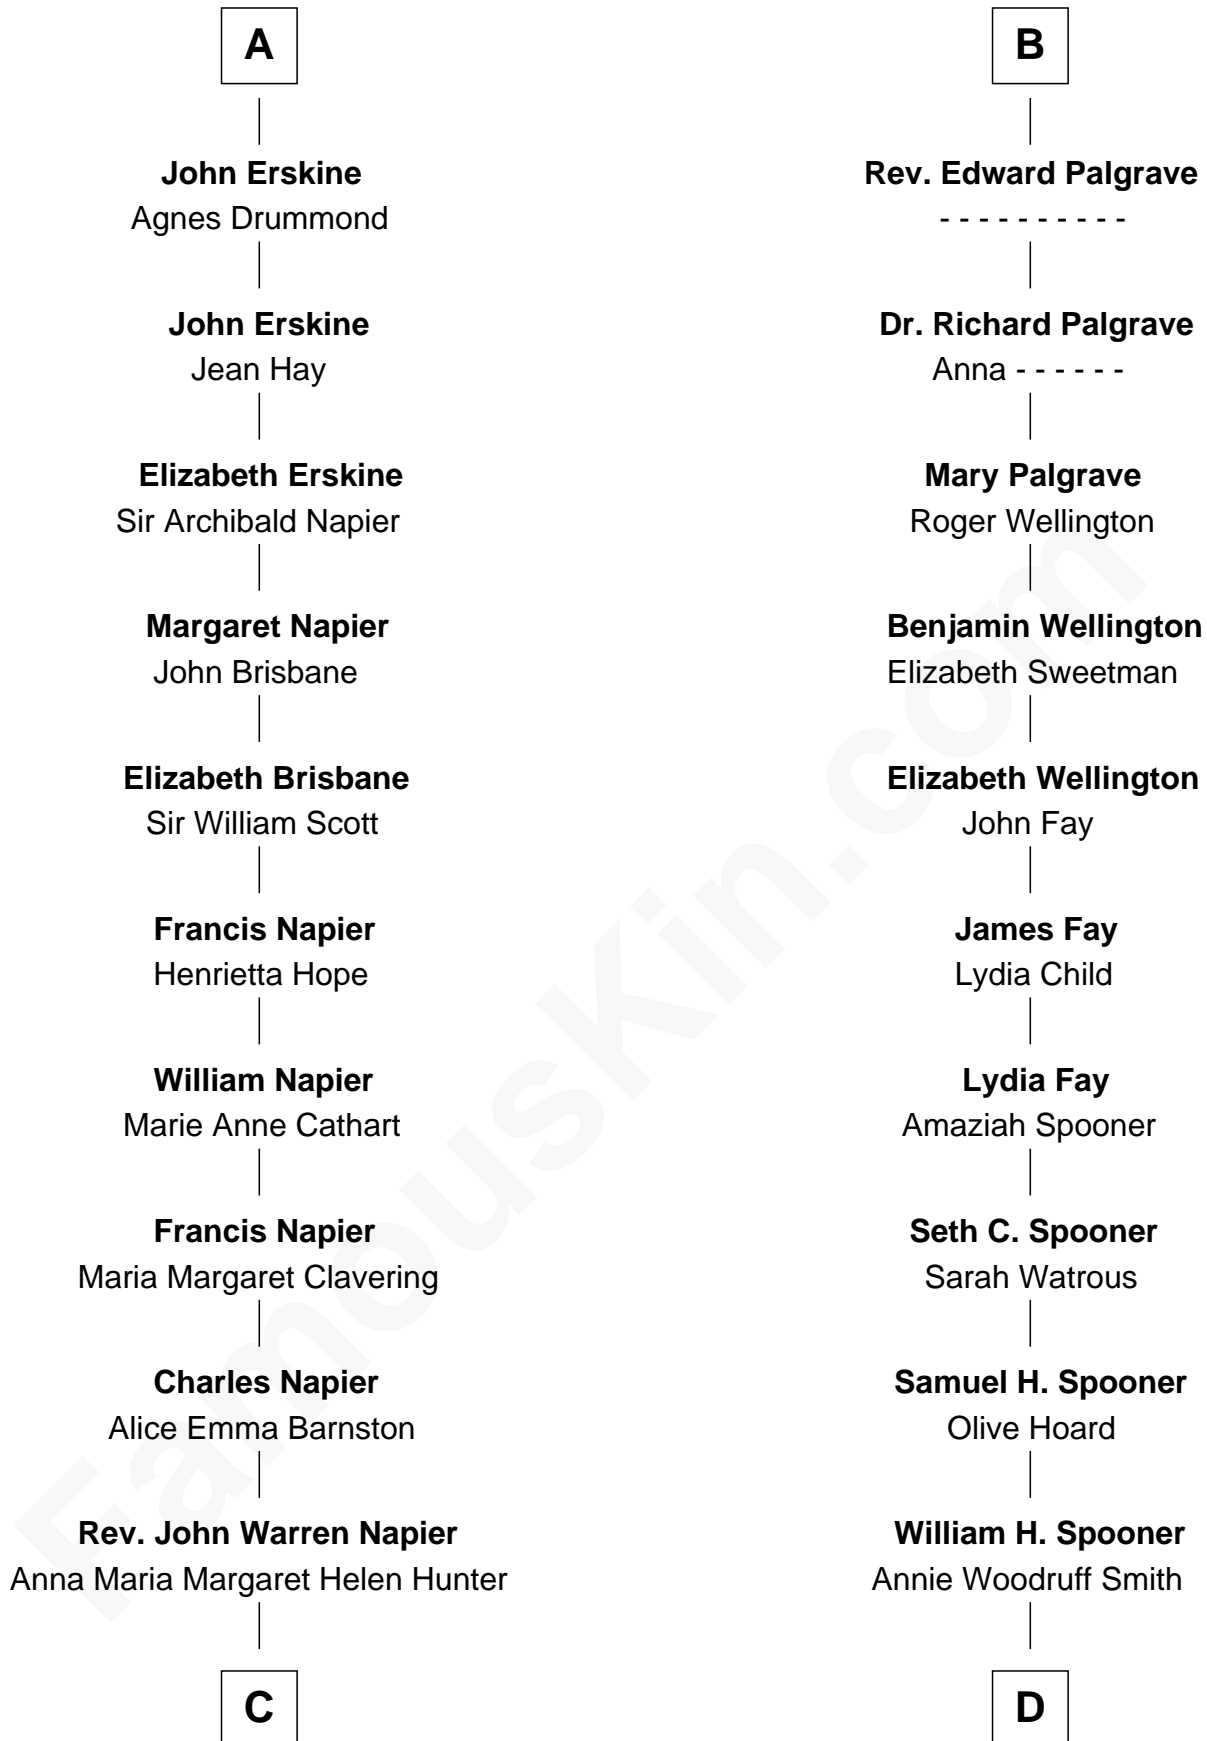 A
John Erskine
Agnes Drummond
John Erskine
Jean Hay
Elizabeth Erskine
Sir Archibald Napier
Margaret Napier
John Brisbane
Elizabeth Brisbane
Sir William Scott
Francis Napier
Henrietta Hope
William Napier
Marie Anne Cathart
Francis Napier
Maria Margaret Clavering
Charles Napier
Alice Emma Barnston
Rev. John Warren Napier
Anna Maria Margaret Helen Hunter
C
B
Rev. Edward Palgrave
- - - - - - - - - -
Dr. Richard Palgrave
Anna - - - - - -
Mary Palgrave
Roger Wellington
Benjamin Wellington
Elizabeth Sweetman
Elizabeth Wellington
John Fay
James Fay
Lydia Child
Lydia Fay
Amaziah Spooner
Seth C. Spooner
Sarah Watrous
Samuel H. Spooner
Olive Hoard
William H. Spooner
Annie Woodruff Smith
D
FamousKin.com